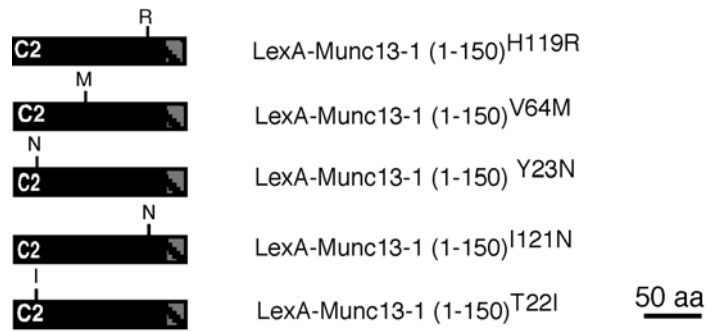 R
C2 LexA-Munc13-1 (1-150)H119R
M
C2 LexA-Munc13-1 (1-150)V64M
N
C2 LexA-Munc13-1 (1-150) Y23N
N
C2 LexA-Munc13-1 (1-150)I121N
I
C2 LexA-Munc13-1 (1-150)T22I
50 aa